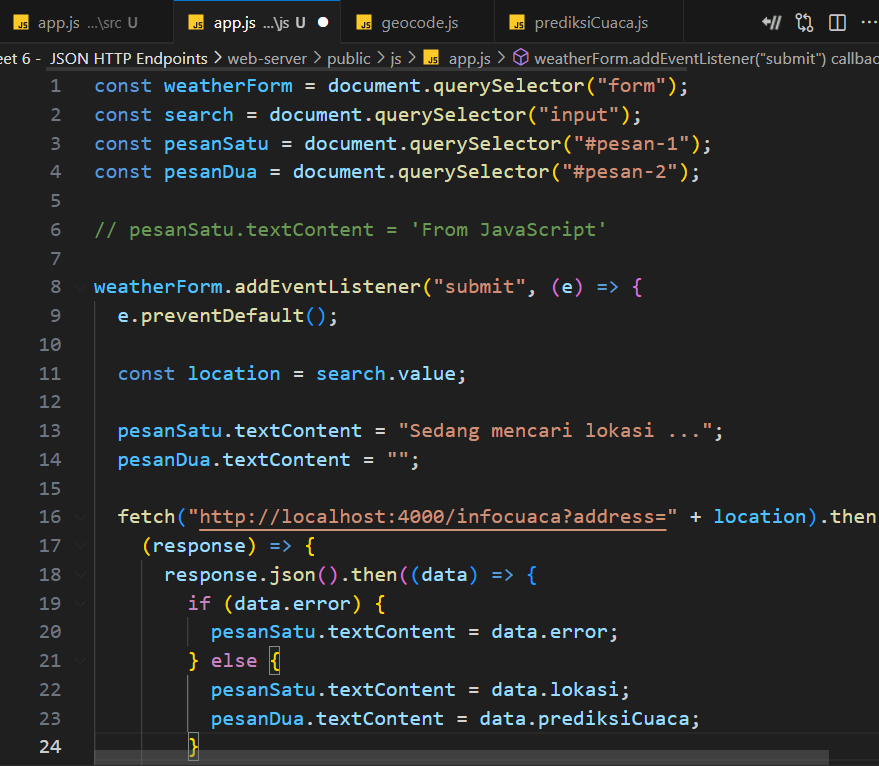 JS app.js ...\src U JS app.js ...\js U JS geocode.js JS prediksiCuaca.js
eet 6 - JSON HTTP Endpoints > web-server > public > js > JS app.js > weatherForm.addEventListener("submit") callbac
1 const weatherForm = document.querySelector("form");
2 const search = document.querySelector("input");
3 const pesanSatu = document.querySelector("#pesan-1");
4 const pesanDua = document.querySelector("#pesan-2");
5
6 // pesanSatu.textContent = 'From JavaScript'
7
8 weatherForm.addEventListener("submit", (e) => {
9 e.preventDefault();
10
11 const location = search.value;
12
13 pesanSatu.textContent = "Sedang mencari lokasi ...";
14 pesanDua.textContent = "";
15
16 fetch("http://localhost:4000/infocuaca?address=" + location).then
17 (response) => {
18 response.json().then((data) => {
19 if (data.error) {
20 pesanSatu.textContent = data.error;
21 } else {
22 pesanSatu.textContent = data.lokasi;
23 pesanDua.textContent = data.prediksiCuaca;
24 }